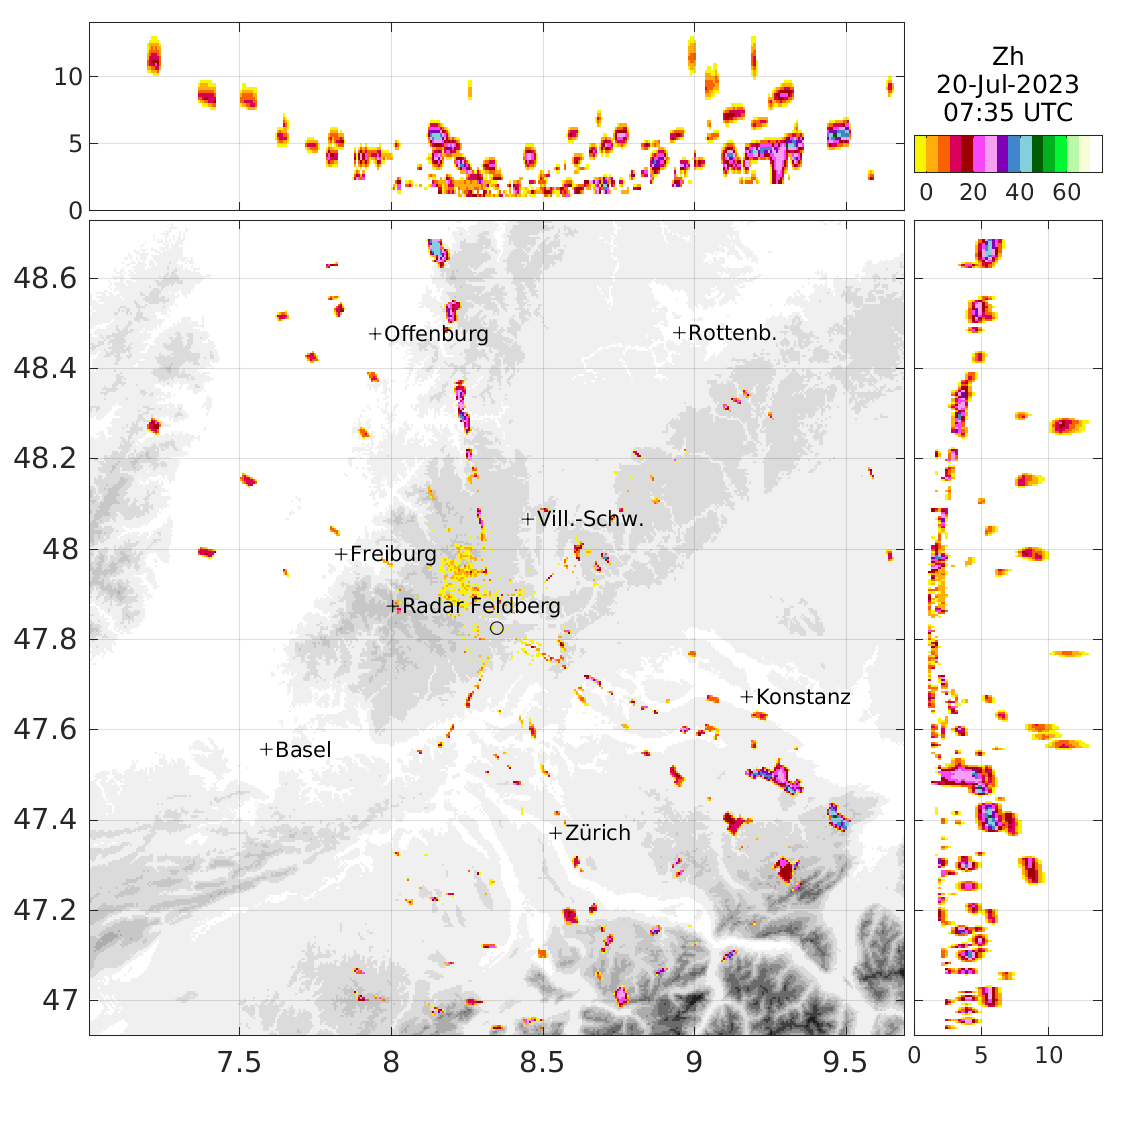 10
5
0
Zh
20-Jul-2023
07:35 UTC
0 20 40 60
48.6
48.4
48.2
48
47.8
47.6
47.4
47.2
47
+Offenburg
+Rottenb.
+Vill.-Schw.
+Freiburg
+Radar Feldberg
+Konstanz
+Basel
+Zürich
7.5 8 8.5 9 9.5
0 5 10